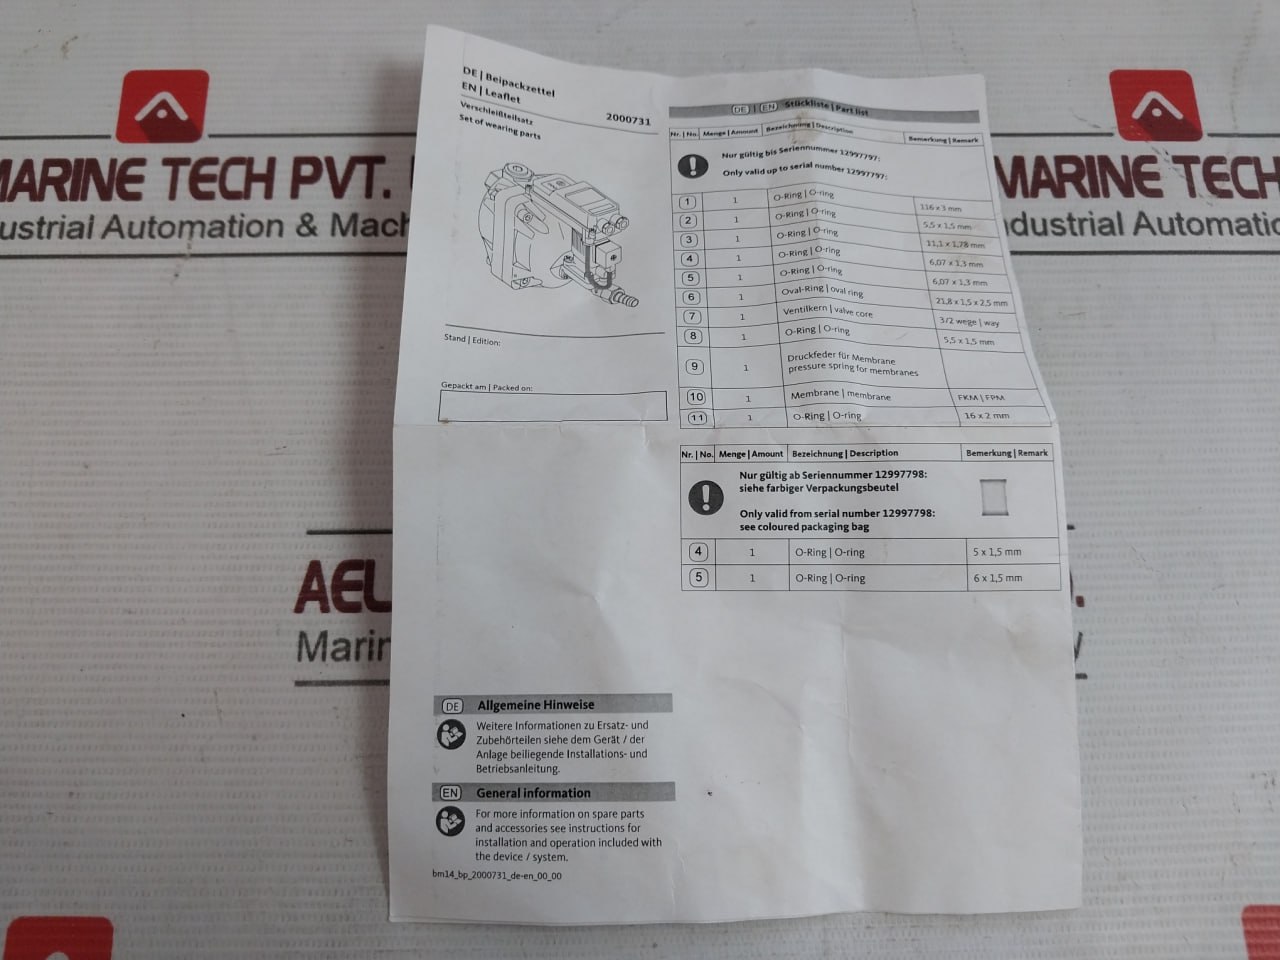 MARINE TECH PVT.
ustrial Automation & Mach
MARINE TECH
ndustrial Automation
AEL
Marin
DE | Beipackzettel
EN | Leaflet
Verschleißteilsatz
Set of wearing parts
2000731
Stand | Edition:
Gepackt am | Packed on:
DE | EN Stückliste | Part list
Nr. | No. Menge | Amount Bezeichnung | Description Bemerkung | Remark
Nur gültig bis Seriennummer 12997797:
Only valid up to serial number 12997797:
1 1 O-Ring | O-ring 116 x 3 mm
2 1 O-Ring | O-ring 5,5 x 1,5 mm
3 1 O-Ring | O-ring 11,1 x 1,78 mm
4 1 O-Ring | O-ring 6,07 x 1,3 mm
5 1 O-Ring | O-ring 6,07 x 1,3 mm
6 1 Oval-Ring | oval ring 21,8 x 1,5 x 2,5 mm
7 1 Ventilkern | valve core 3/2 wege | way
8 1 O-Ring | O-ring 5,5 x 1,5 mm
9 1 Druckfeder für Membrane
pressure spring for membranes
10 1 Membrane | membrane FKM | FPM
11 1 O-Ring | O-ring 16 x 2 mm
Nr. | No. Menge | Amount Bezeichnung | Description Bemerkung | Remark
Nur gültig ab Seriennummer 12997798:
siehe farbiger Verpackungsbeutel
Only valid from serial number 12997798:
see coloured packaging bag
4 1 O-Ring | O-ring 5 x 1,5 mm
5 1 O-Ring | O-ring 6 x 1,5 mm
DE Allgemeine Hinweise
Weitere Informationen zu Ersatz- und
Zubehörteilen siehe dem Gerät / der
Anlage beiliegende Installations- und
Betriebsanleitung.
EN General information
For more information on spare parts
and accessories see instructions for
installation and operation included with
the device / system.
bm14_bp_2000731_de-en_00_00